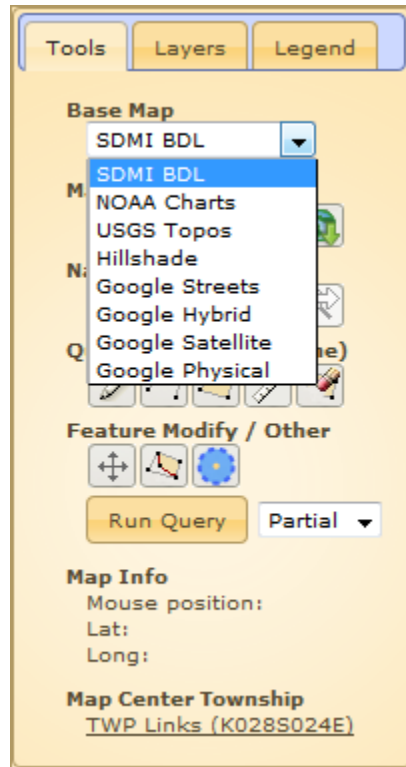 Tools Layers Legend
Base Map
SDMI BDL
SDMI BDL
M
NOAA Charts
USGS Topos
Hillshade
Na
Google Streets
Google Hybrid
Google Satellite
Q ne)
Google Physical
Feature Modify / Other
Run Query Partial
Map Info
Mouse position:
Lat:
Long:
Map Center Township
TWP Links (K028S024E)